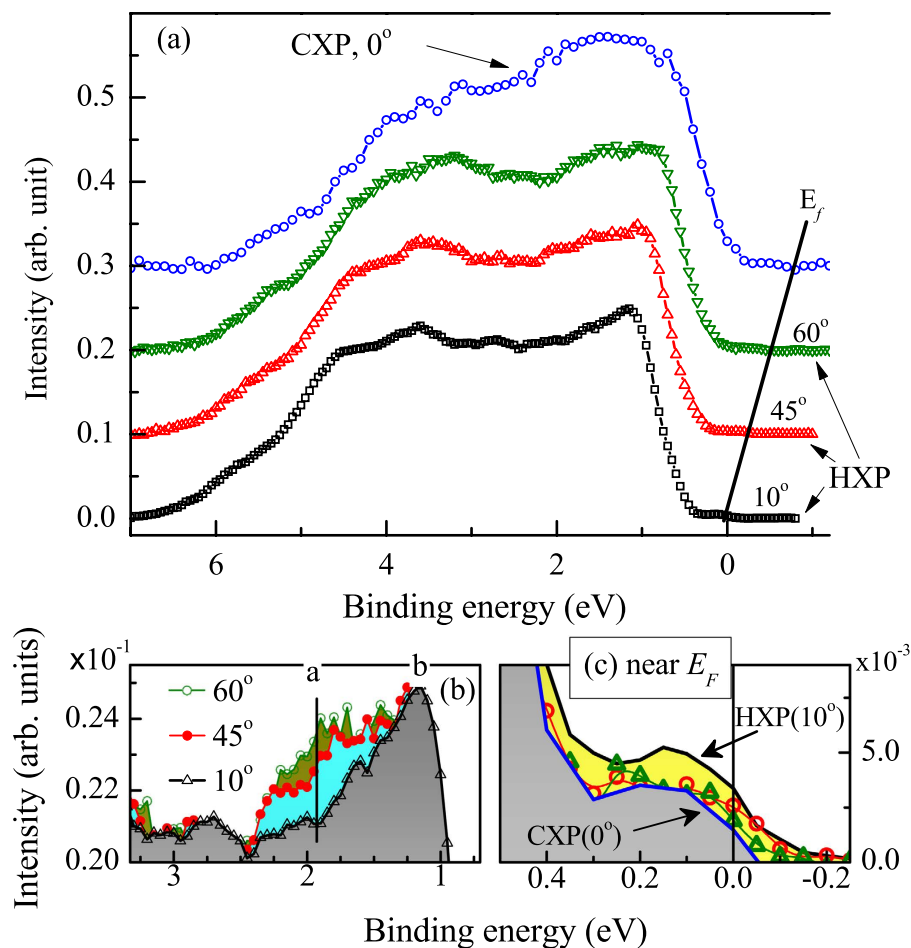 (a)
CXP, 0°
E_f
60°
45°
10°
HXP
Intensity (arb. unit)
0.5
0.4
0.3
0.2
0.1
0.0
6 4 2 0
Binding energy (eV)
x10⁻¹
a b
(b)
60°
45°
10°
Intensity (arb. units)
0.24
0.22
0.20
3 2 1
(c) near E_F
x10⁻³
HXP(10°)
CXP(0°)
5.0
0.0
0.4 0.2 0.0 -0.2
Binding energy (eV)